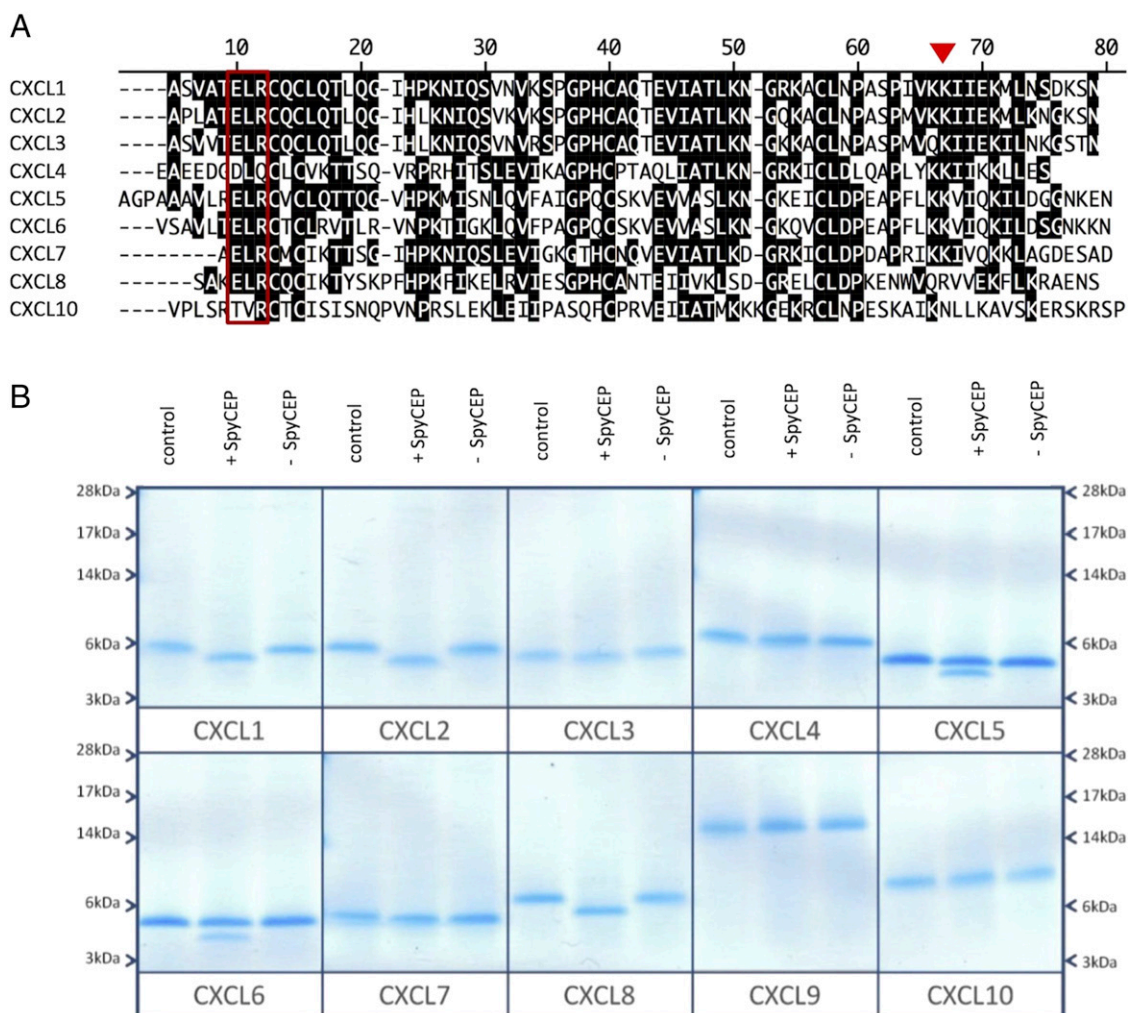 A
10 20 30 40 50 60 70 80
CXCL1 ----ASVATELRCQCLQTLQG-IHPKNIQSVNVKSPGPHCAQTEVIATLKN-GRKACLNPASPIVKKIIEKMLNSDKSN
CXCL2 ----APLATELRCQCLQTLQG-IHLKNIQSVKVKSPGPHCAQTEVIATLKN-GQKACLNPASPMVKKIIEKMLKNGKSN
CXCL3 ----ASVVTELRCQCLQTLQG-IHLKNIQSVNVRSPGPHCAQTEVIATLKN-GKKACLNPASPMVQKIIEKILNKGSTN
CXCL4 ---EAEEDGDLQCLCVKTTSQ-VRPRHITSLEVIKAGPHCPTAQLIATLKN-GRKICLDLQAPLYKKIIKKLLES
CXCL5 AGPAAAVLRELRCVCLQTTQG-VHPKMISNLQVFAIGPQCSKVEVVASLKN-GKEICLDPEAPFLKKVIQKILDGGNKEN
CXCL6 ---VSAVLTELRCTCLRVTLR-VNPKTIGKLQVFPAGPQCSKVEVVASLKN-GKQVCLDPEAPFLKKVIQKILDSGNKKN
CXCL7 --------AELRCMCIKTTSG-IHPKNIQSLEVIGKGTHCNQVEVIATLKD-GRKICLDPDAPRIKKIVQKKLAGDESAD
CXCL8 ------SAKELRCQCIKTYSKPFHPKFIKELRVIESGPHCANTEIIVKLSD-GRELCLDPKENWVQRVVEKFLKRAENS
CXCL10 ----VPLSRTVRCTCISISNQPVNPRSLEKLEIIPASQFCPRVEIIATMKKKGEKRCLNPESKAIKNLLKAVSKERSKRSP
B
control + SpyCEP - SpyCEP control + SpyCEP - SpyCEP control + SpyCEP - SpyCEP control + SpyCEP - SpyCEP control + SpyCEP - SpyCEP
28kDa 28kDa
17kDa 17kDa
14kDa 14kDa
6kDa 6kDa
3kDa 3kDa
CXCL1 CXCL2 CXCL3 CXCL4 CXCL5
28kDa 28kDa
17kDa 17kDa
14kDa 14kDa
6kDa 6kDa
3kDa 3kDa
CXCL6 CXCL7 CXCL8 CXCL9 CXCL10